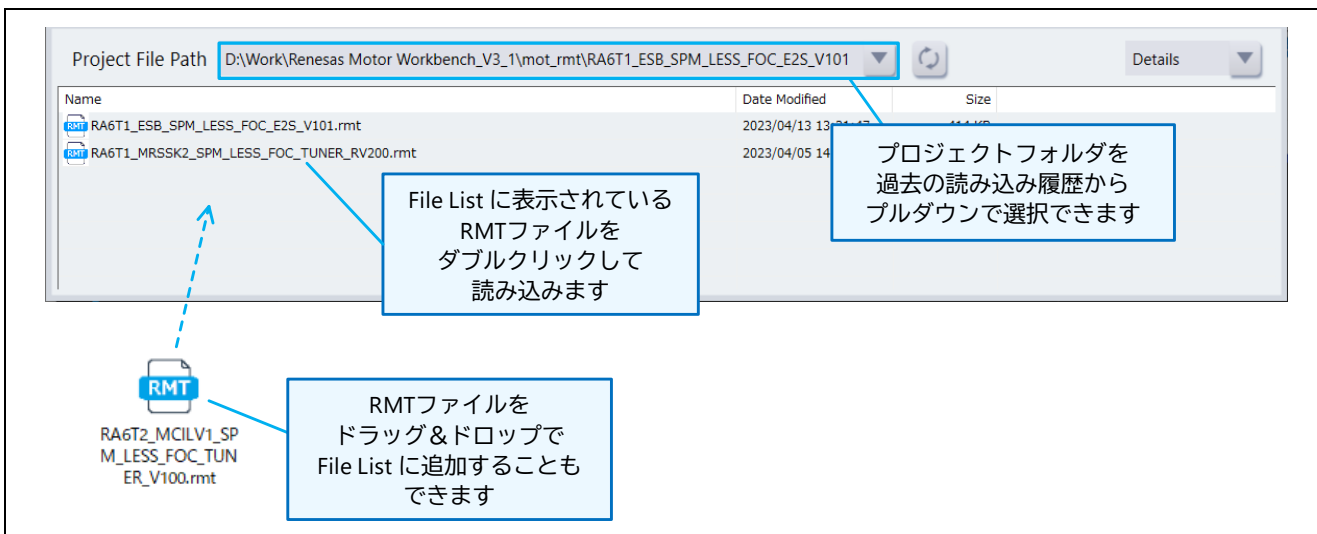 Project File Path D:\Work\Renesas Motor Workbench_V3_1\mot_rmt\RA6T1_ESB_SPM_LESS_FOC_E2S_V101 Details
Name Date Modified Size
RMT RA6T1_ESB_SPM_LESS_FOC_E2S_V101.rmt 2023/04/13
RMT RA6T1_MRSSK2_SPM_LESS_FOC_TUNER_RV200.rmt 2023/04/05 14
プロジェクトフォルダを
過去の読み込み履歴から
プルダウンで選択できます
File List に表示されている
RMTファイルを
ダブルクリックして
読み込みます
RMT
RA6T2_MCILV1_SP
M_LESS_FOC_TUN
ER_V100.rmt
RMTファイルを
ドラッグ＆ドロップで
File List に追加することも
できます